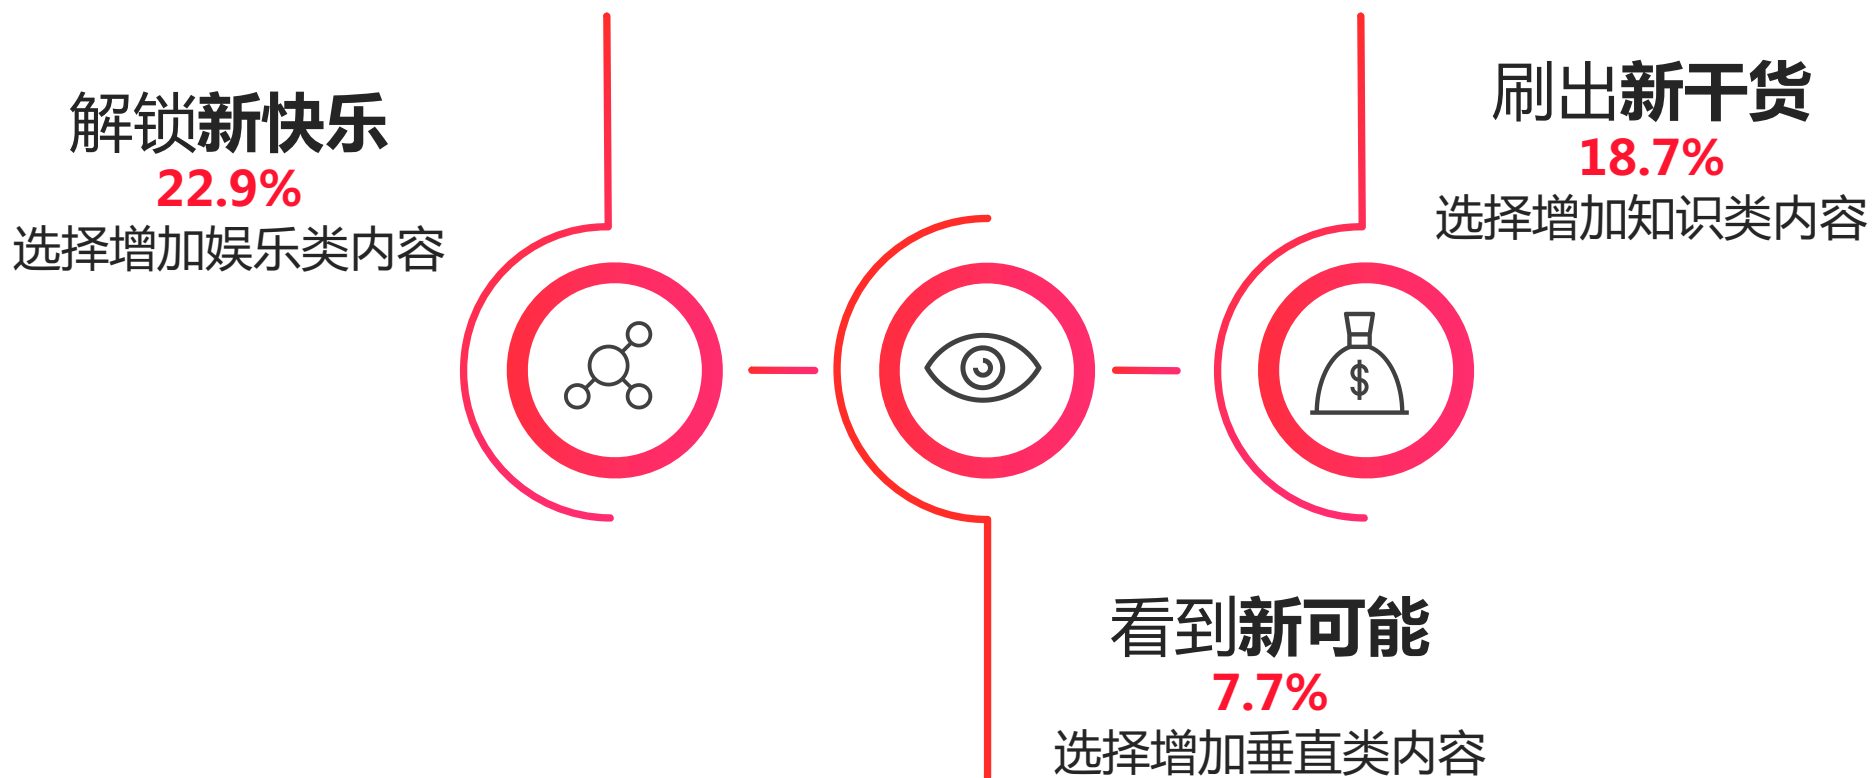 解锁新快乐
22.9%
选择增加娱乐类内容
刷出新干货
18.7%
选择增加知识类内容
$
看到新可能
7.7%
选择增加垂直类内容